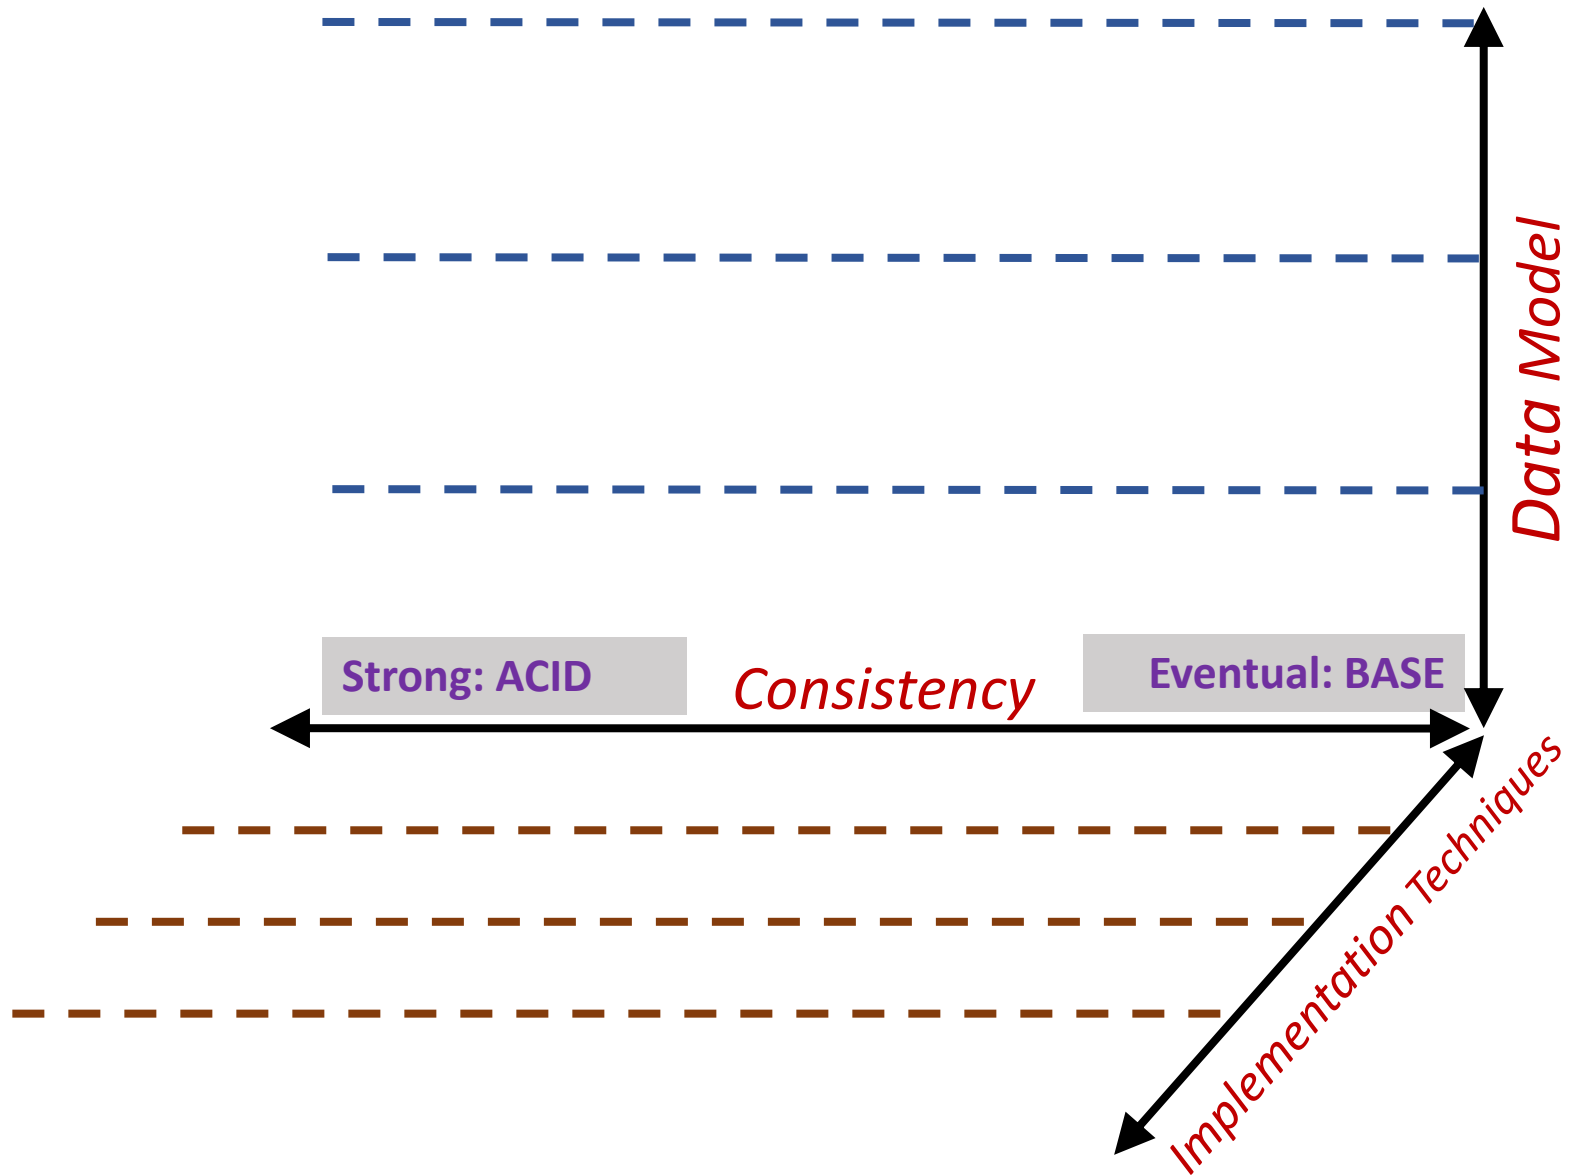 Data Model
Strong: ACID
Consistency
Eventual: BASE
Implementation Techniques